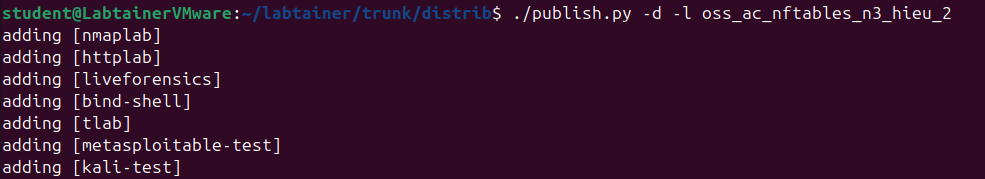 student@LabtainerVMware:~/labtainer/trunk/distrib$ ./publish.py -d -l oss_ac_nftables_n3_hieu_2
adding [nmaplab]
adding [httplab]
adding [liveforensics]
adding [bind-shell]
adding [tlab]
adding [metasploitable-test]
adding [kali-test]